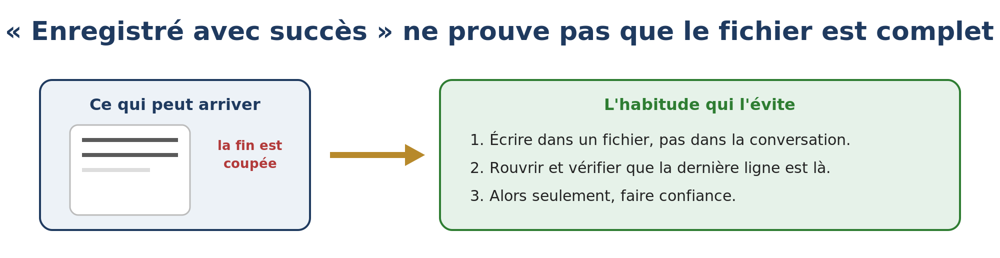 « Enregistré avec succès » ne prouve pas que le fichier est complet
Ce qui peut arriver
la fin est
coupée
L'habitude qui l'évite
1. Écrire dans un fichier, pas dans la conversation.
2. Rouvrir et vérifier que la dernière ligne est là.
3. Alors seulement, faire confiance.